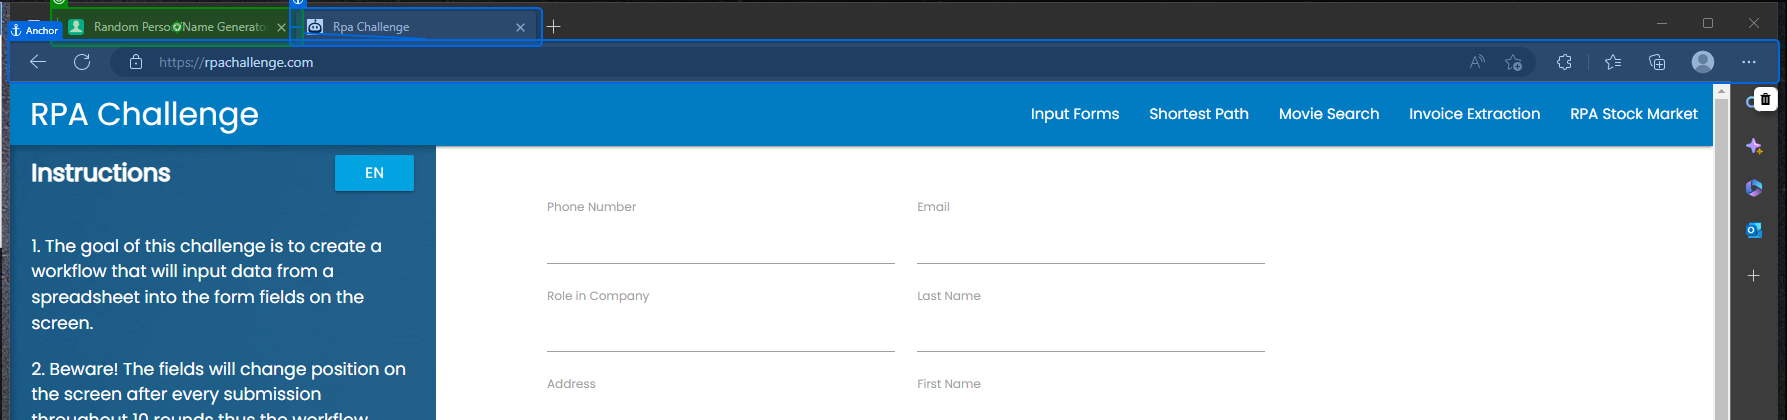 Random Person Name Generato
Rpa Challenge
Anchor
https://rpachallenge.com
RPA Challenge
Input Forms
Shortest Path
Movie Search
Invoice Extraction
RPA Stock Market
Instructions
EN
1. The goal of this challenge is to create a
workflow that will input data from a
spreadsheet into the form fields on the
screen.
2. Beware! The fields will change position on
the screen after every submission
throughout 10 rounds thus the workflow
Phone Number
Email
Role in Company
Last Name
Address
First Name